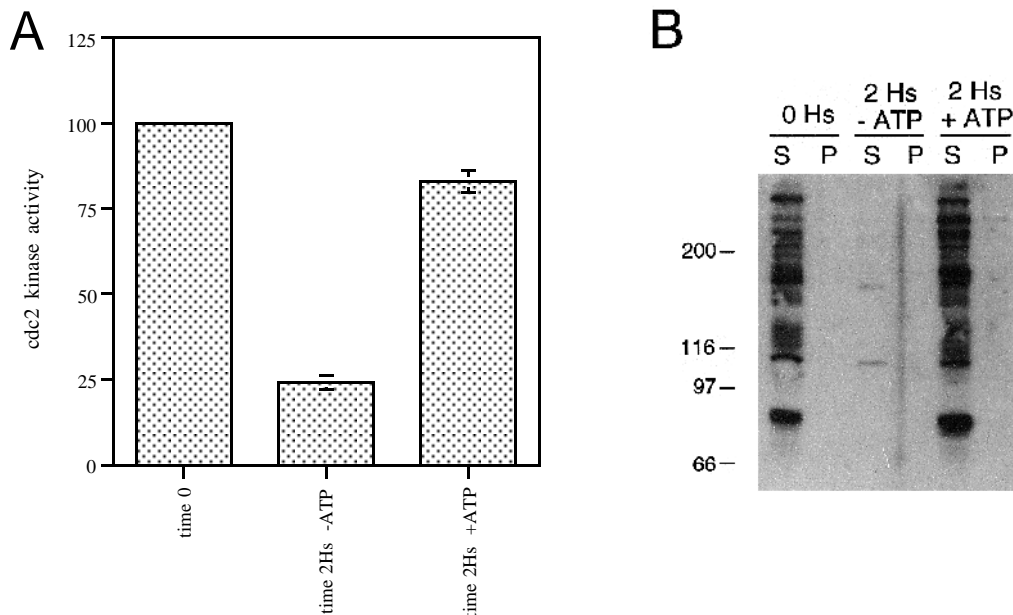 A
125
100
75
50
25
0
cdc2 kinase activity
time 0
time 2Hs -ATP
time 2Hs +ATP
B
0 Hs
2 Hs
- ATP
2 Hs
+ ATP
S P S P S P
200
116
97
66